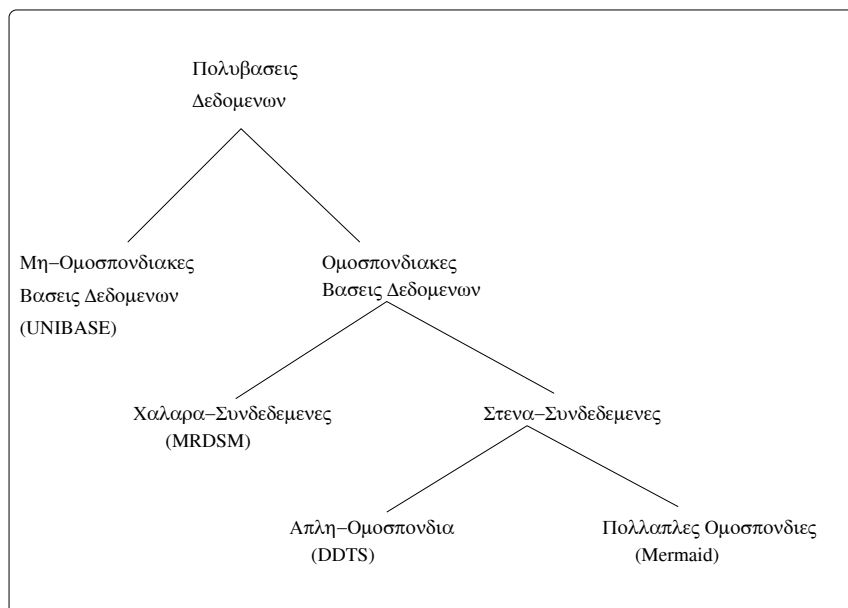 Πολυβασεις
Δεδομενων
Μη−Ομοσπονδιακες
Βασεις Δεδομενων
(UNIBASE)
Ομοσπονδιακες
Βασεις Δεδομενων
Χαλαρα−Συνδεδεμενες
(MRDSM)
Στενα−Συνδεδεμενες
Απλη−Ομοσπονδια
(DDTS)
Πολλαπλες Ομοσπονδιες
(Mermaid)